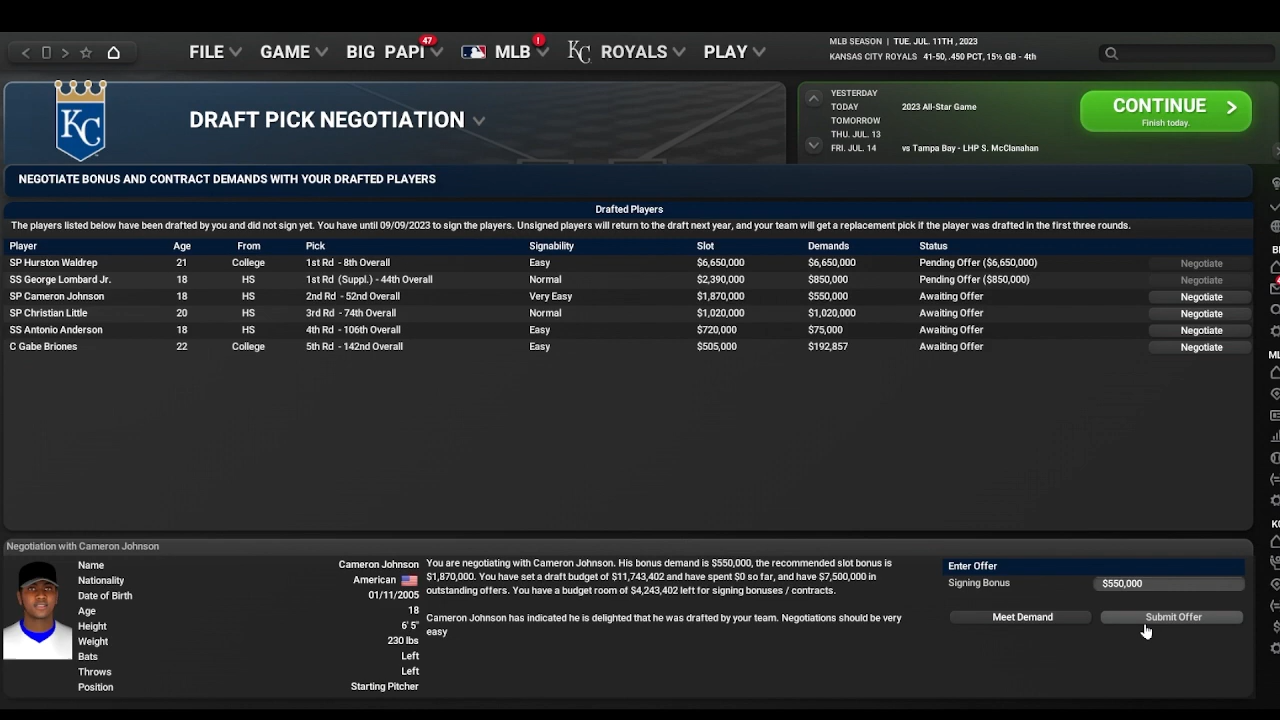 FILE GAME BIG PAPI 47 MLB ! KC ROYALS PLAY
MLB SEASON | TUE. JUL. 11TH , 2023
KANSAS CITY ROYALS 41-50, .450 PCT, 15½ GB - 4th
KC
DRAFT PICK NEGOTIATION
YESTERDAY
TODAY 2023 All-Star Game
TOMORROW
THU. JUL. 13
FRI. JUL. 14 vs Tampa Bay - LHP S. McClanahan
CONTINUE
Finish today.
NEGOTIATE BONUS AND CONTRACT DEMANDS WITH YOUR DRAFTED PLAYERS
Drafted Players
The players listed below have been drafted by you and did not sign yet. You have until 09/09/2023 to sign the players. Unsigned players will return to the draft next year, and your team will get a replacement pick if the player was drafted in the first three rounds.
Player Age From Pick Signability Slot Demands Status
SP Hurston Waldrep 21 College 1st Rd - 8th Overall Easy $6,650,000 $6,650,000 Pending Offer ($6,650,000) Negotiate
SS George Lombard Jr. 18 HS 1st Rd (Suppl.) - 44th Overall Normal $2,390,000 $850,000 Pending Offer ($850,000) Negotiate
SP Cameron Johnson 18 HS 2nd Rd - 52nd Overall Very Easy $1,870,000 $550,000 Awaiting Offer Negotiate
SP Christian Little 20 HS 3rd Rd - 74th Overall Normal $1,020,000 $1,020,000 Awaiting Offer Negotiate
SS Antonio Anderson 18 HS 4th Rd - 106th Overall Easy $720,000 $75,000 Awaiting Offer Negotiate
C Gabe Briones 22 College 5th Rd - 142nd Overall Easy $505,000 $192,857 Awaiting Offer Negotiate
Negotiation with Cameron Johnson
Name Cameron Johnson
Nationality American
Date of Birth 01/11/2005
Age 18
Height 6' 5"
Weight 230 lbs
Bats Left
Throws Left
Position Starting Pitcher
You are negotiating with Cameron Johnson. His bonus demand is $550,000, the recommended slot bonus is
$1,870,000. You have set a draft budget of $11,743,402 and have spent $0 so far, and have $7,500,000 in
outstanding offers. You have a budget room of $4,243,402 left for signing bonuses / contracts.
Cameron Johnson has indicated he is delighted that he was drafted by your team. Negotiations should be very
easy
Enter Offer
Signing Bonus $550,000
Meet Demand Submit Offer